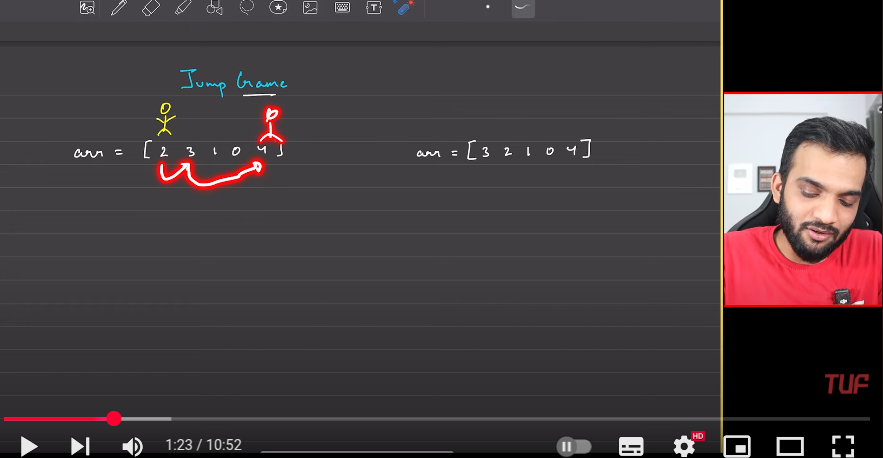 Jump Game
arr = [ 2 3 1 0 4 ]
arr = [ 3 2 1 0 4 ]
TUF
1:23 / 10:52
HD